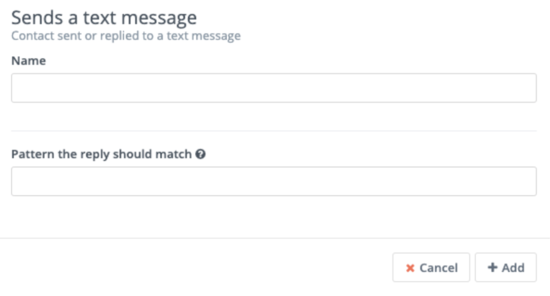 Sends a text message
Contact sent or replied to a text message
Name
Pattern the reply should match
Cancel
Add